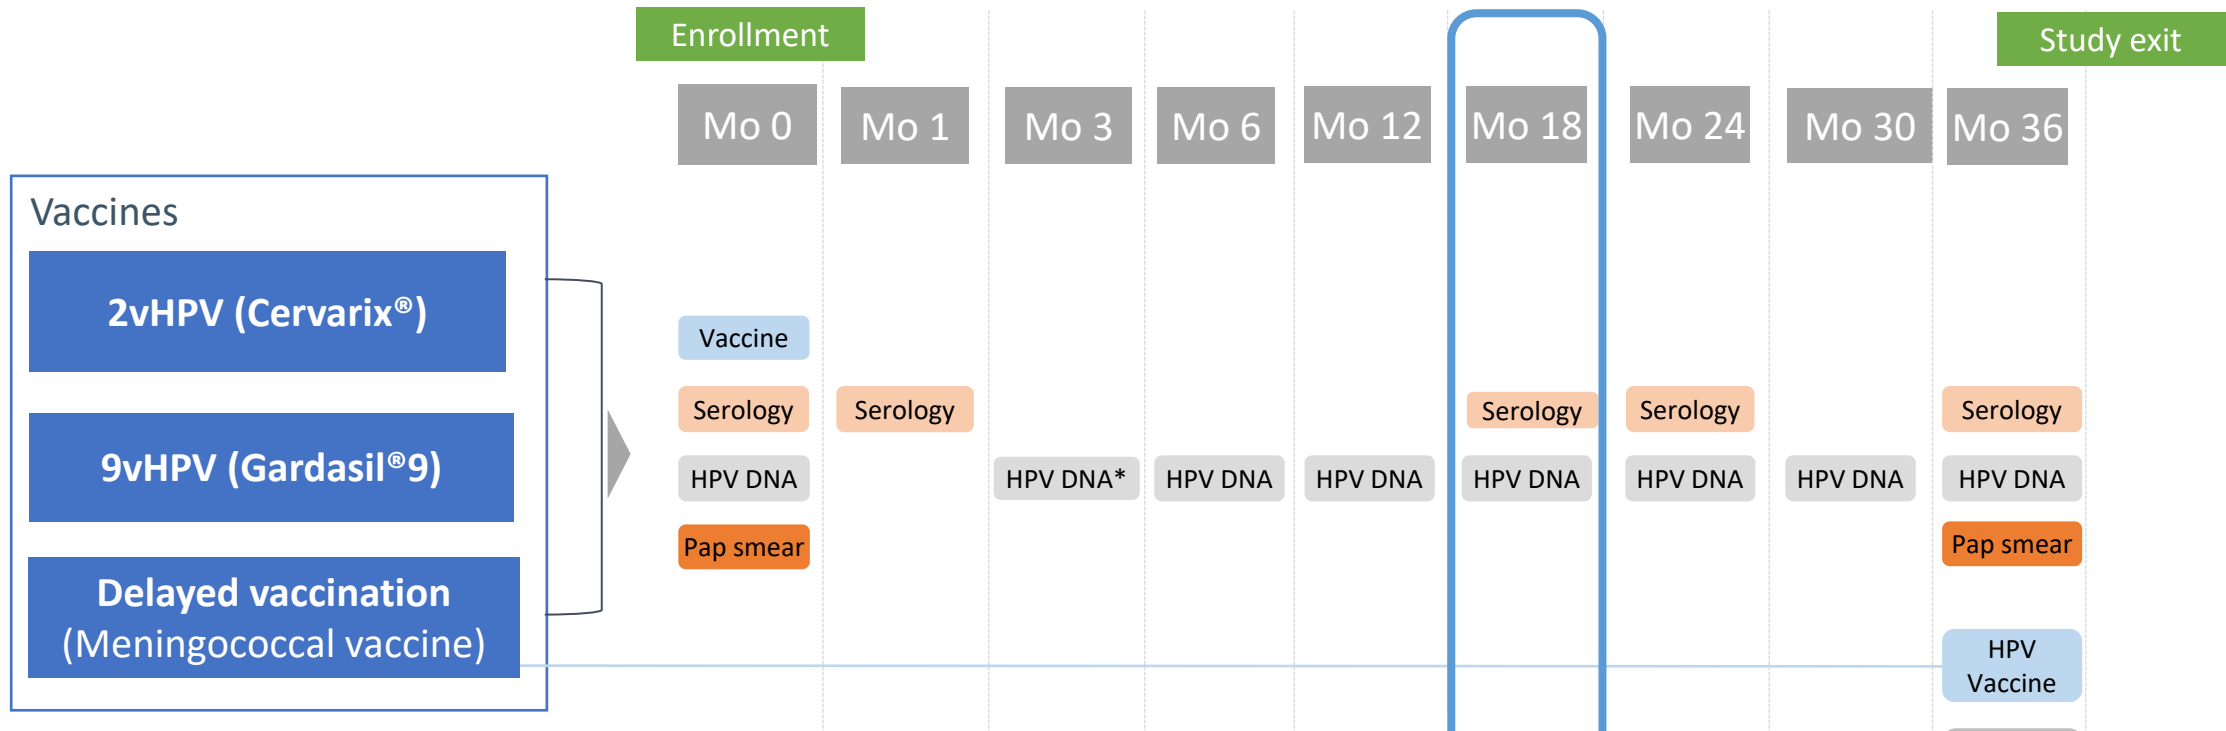 Enrollment
Study exit
Mo 0 Mo 1 Mo 3 Mo 6 Mo 12 Mo 18 Mo 24 Mo 30 Mo 36
Vaccines
2vHPV (Cervarix®)
9vHPV (Gardasil®9)
Delayed vaccination
(Meningococcal vaccine)
Vaccine
Serology Serology Serology Serology Serology
HPV DNA HPV DNA* HPV DNA HPV DNA HPV DNA HPV DNA HPV DNA HPV DNA
Pap smear Pap smear
HPV
Vaccine